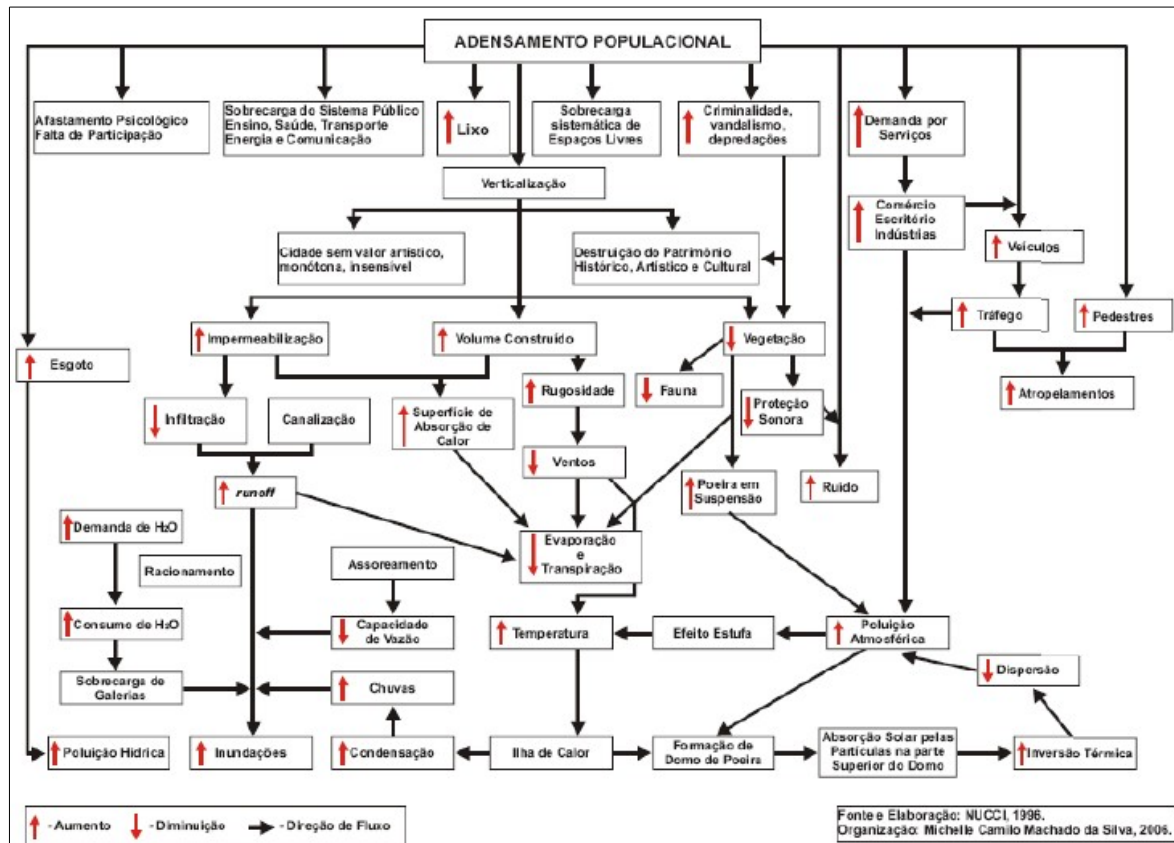 ADENSAMENTO POPULACIONAL
Afastamento Psicológico
Falta de Participação
Sobrecarga do Sistema Público
Ensino, Saúde, Transporte
Energia e Comunicação
Lixo
Sobrecarga
sistemática de
Espaços Livres
Criminalidade,
vandalismo,
depredações
Demanda por
Serviços
Verticalização
Comércio
Escritório
Indústrias
Cidade sem valor artístico,
monótona, insensível
Destruição do Patrimônio
Histórico, Artístico e Cultural
Veículos
Impermeabilização
Volume Construído
Vegetação
Tráfego
Pedestres
Esgoto
Rugosidade
Fauna
Proteção
Sonora
Atropelamentos
Infiltração
Canalização
Superfície de
Absorção de
Calor
Ventos
runoff
Poeira em
Suspensão
Ruído
Demanda de H2O
Evaporação
e
Transpiração
Racionamento
Assoreamento
Consumo de H2O
Capacidade
de Vazão
Temperatura
Efeito Estufa
Poluição
Atmosférica
Sobrecarga de
Galerias
Chuvas
Dispersão
Poluição Hídrica
Inundações
Condensação
Ilha de Calor
Formação de
Domo de Poeira
Absorção Solar pelas
Partículas na parte
Superior do Domo
Inversão Térmica
-Aumento -Diminuição -Direção de Fluxo
Fonte e Elaboração: NUCCI, 1996.
Organização: Michelle Camilo Machado da Silva, 2006.